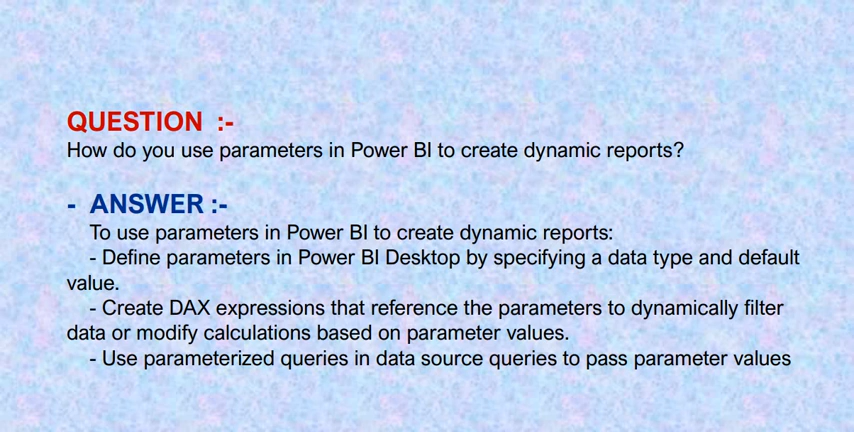 QUESTION :-
How do you use parameters in Power BI to create dynamic reports?
- ANSWER :-
To use parameters in Power BI to create dynamic reports:
- Define parameters in Power BI Desktop by specifying a data type and default
value.
- Create DAX expressions that reference the parameters to dynamically filter
data or modify calculations based on parameter values.
- Use parameterized queries in data source queries to pass parameter values